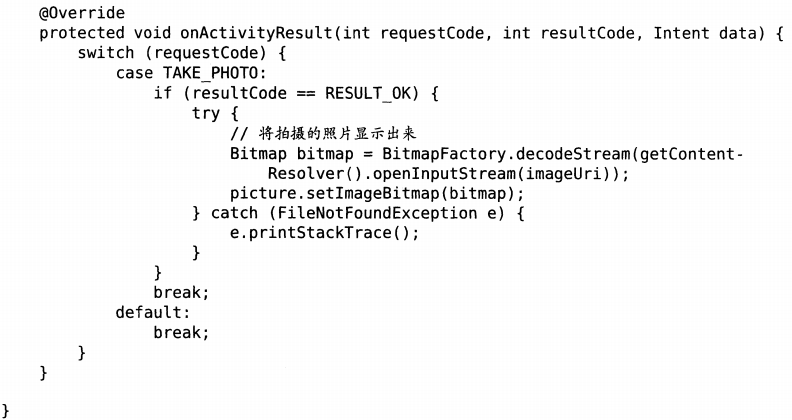 @Override
protected void onActivityResult(int requestCode, int resultCode, Intent data) {
switch (requestCode) {
case TAKE_PHOTO:
if (resultCode == RESULT_OK) {
try {
// 将拍摄的照片显示出来
Bitmap bitmap = BitmapFactory.decodeStream(getContent-
Resolver().openInputStream(imageUri));
picture.setImageBitmap(bitmap);
} catch (FileNotFoundException e) {
e.printStackTrace();
}
}
break;
default:
break;
}
}
}